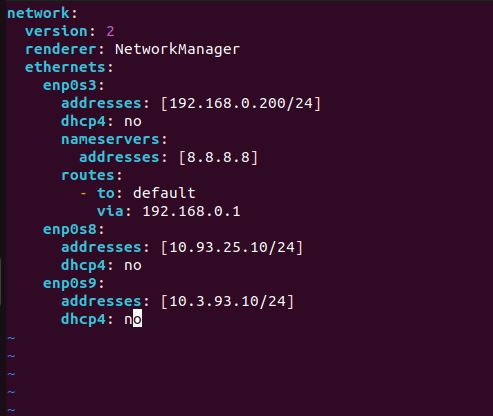 network:
  version: 2
  renderer: NetworkManager
  ethernets:
    enp0s3:
      addresses: [192.168.0.200/24]
      dhcp4: no
      nameservers:
        addresses: [8.8.8.8]
      routes:
        - to: default
          via: 192.168.0.1
    enp0s8:
      addresses: [10.93.25.10/24]
      dhcp4: no
    enp0s9:
      addresses: [10.3.93.10/24]
      dhcp4: no
~
~
~
~
~